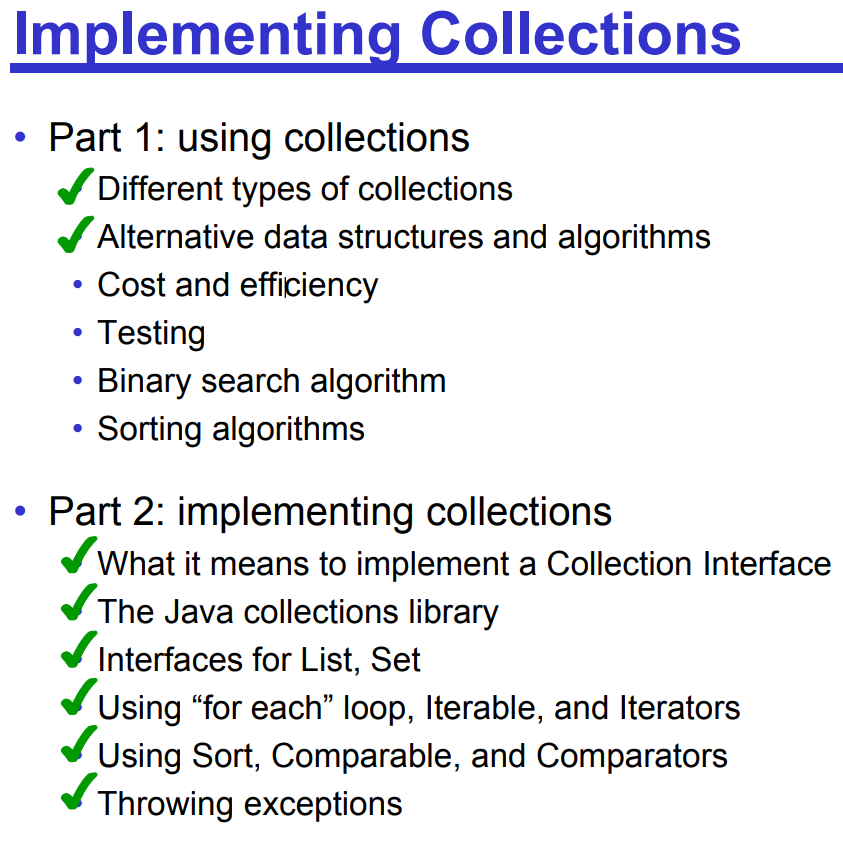 Implementing Collections
• Part 1: using collections
✔ Different types of collections
✔ Alternative data structures and algorithms
• Cost and efficiency
• Testing
• Binary search algorithm
• Sorting algorithms
• Part 2: implementing collections
✔ What it means to implement a Collection Interface
✔ The Java collections library
✔ Interfaces for List, Set
✔ Using “for each” loop, Iterable, and Iterators
✔ Using Sort, Comparable, and Comparators
✔ Throwing exceptions